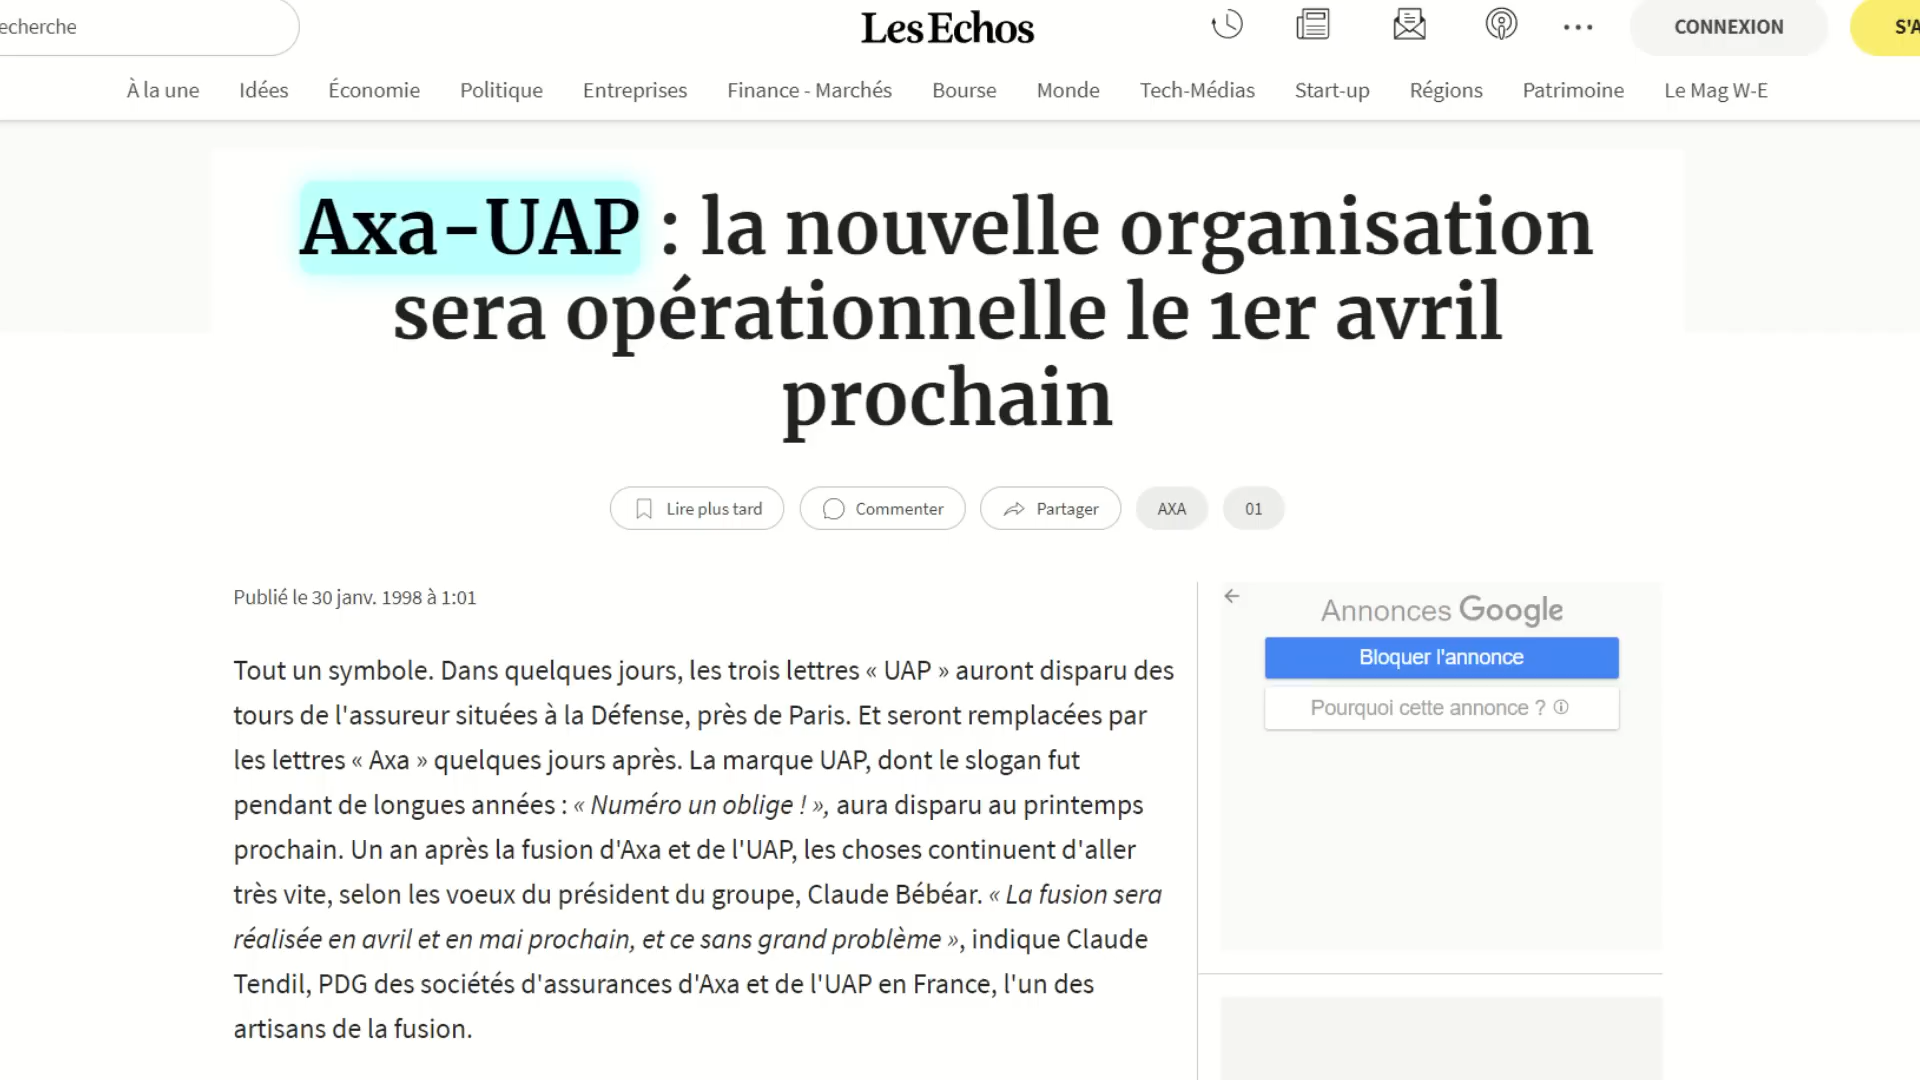 echerche
Les Echos
CONNEXION
S'A
À la une Idées Économie Politique Entreprises Finance - Marchés Bourse Monde Tech-Médias Start-up Régions Patrimoine Le Mag W-E
Axa-UAP : la nouvelle organisation
sera opérationnelle le 1er avril
prochain
Lire plus tard Commenter Partager AXA 01
Publié le 30 janv. 1998 à 1:01
Tout un symbole. Dans quelques jours, les trois lettres « UAP » auront disparu des
tours de l'assureur situées à la Défense, près de Paris. Et seront remplacées par
les lettres « Axa » quelques jours après. La marque UAP, dont le slogan fut
pendant de longues années : « Numéro un oblige ! », aura disparu au printemps
prochain. Un an après la fusion d'Axa et de l'UAP, les choses continuent d'aller
très vite, selon les voeux du président du groupe, Claude Bébéar. « La fusion sera
réalisée en avril et en mai prochain, et ce sans grand problème », indique Claude
Tendil, PDG des sociétés d'assurances d'Axa et de l'UAP en France, l'un des
artisans de la fusion.
Annonces Google
Bloquer l'annonce
Pourquoi cette annonce ?